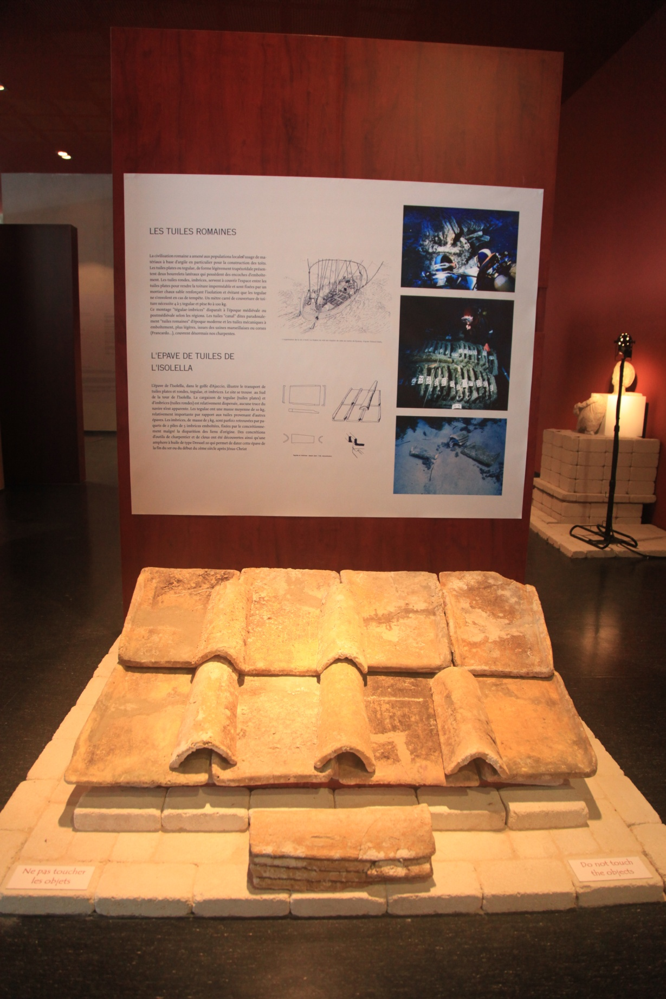 LES TUILES ROMAINES
La civilisation romaine a amené aux populations locales l'usage de ma-
tériaux à base d'argile en particulier pour la construction des toits.
Les tuiles plates ou tegulae, de forme légèrement trapézoïdale présen-
tent deux bourrelets latéraux qui possèdent des encoches d'emboîte-
ment. Les tuiles rondes, imbrices, servent à couvrir l'espace entre les
tuiles plates pour rendre la toiture imperméable et sont fixées par un
mortier chaux-sable renforçant l'isolation et évitant que les tegulae
ne s'envolent en cas de tempête. Un mètre carré de couverture de toi-
ture nécessite 4 à 5 tegulae et pèse 80 à 100 kg.
Ce montage "tégulae-imbrices" disparaît à l'époque médiévale ou
postmédiévale selon les régions. Les tuiles "canal" dites paradoxale-
ment "tuiles romaines" d'époque moderne et les tuiles mécaniques à
emboîtement, plus légères, issues des usines marseillaises ou corses
(Francardo...), couvrent désormais nos charpentes.
L'EPAVE DE TUILES DE
L'ISOLELLA
L'épave de l'Isolella, dans le golfe d'Ajaccio, illustre le transport de
tuiles plates et rondes, tegulae, et imbrices. Le site se trouve au Sud
de la tour de l'Isolella. La cargaison de tegulae (tuiles plates) et
d'imbrices (tuiles rondes) est relativement dispersée, aucune trace du
navire n'est apparente. Les tegulae ont une masse moyenne de 10 kg,
relativement importante par rapport aux tuiles provenant d'autres
épaves. Les imbrices, de masse de 3 kg, sont parfois retrouvées par pa-
quets de 2 piles de 5 imbrices emboîtées, fixées par le concrétionne-
ment malgré la disparition des liens d'origine. Des concrétions
d'outils de charpentier et de clous ont été découvertes ainsi qu'une
amphore à huile de type Dressel 20 qui permet de dater cette épave de
la fin du 1er ou du début du 2ème siècle après Jésus-Christ
Ne pas toucher
les objets
Do not touch
the objects